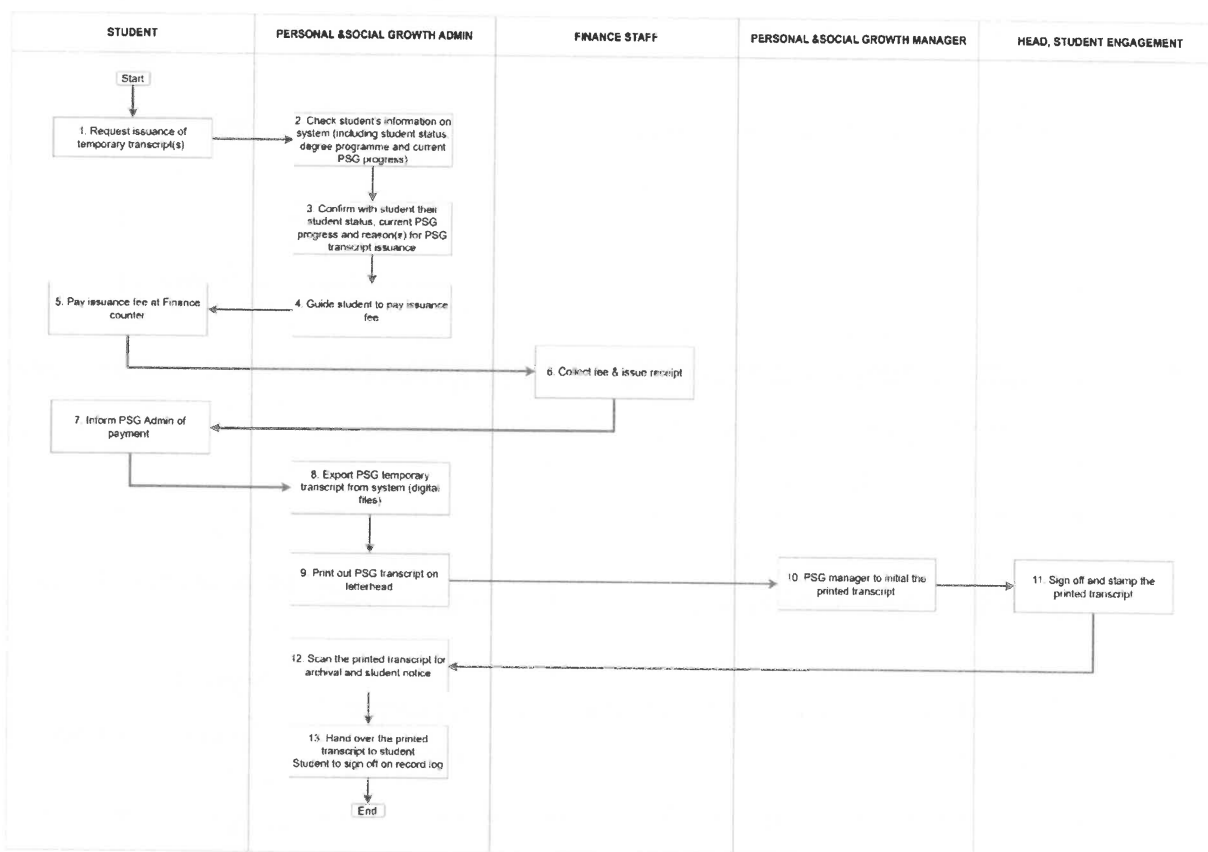 STUDENT
PERSONAL &SOCIAL GROWTH ADMIN
FINANCE STAFF
PERSONAL &SOCIAL GROWTH MANAGER
HEAD, STUDENT ENGAGEMENT
Start
1. Request issuance of
temporary transcript(s)
2. Check student's information on
system (including student status,
degree programme and current
PSG progress)
3. Confirm with student their
student status, current PSG
progress and reason(s) for PSG
transcript issuance
4. Guide student to pay issuance
fee
5. Pay issuance fee at Finance
counter
6. Collect fee & issue receipt
7. Inform PSG Admin of
payment
8. Export PSG temporary
transcript from system (digital
files)
9. Print out PSG transcript on
letterhead
10. PSG manager to initial the
printed transcript
11. Sign off and stamp the
printed transcript
12. Scan the printed transcript for
archival and student notice
13. Hand over the printed
transcript to student
Student to sign off on record log
End